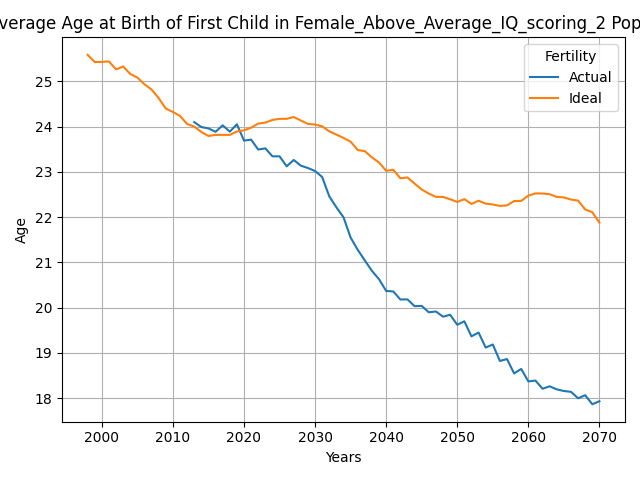 verage Age at Birth of First Child in Female_Above_Average_IQ_scoring_2 Pop
Fertility
Actual
Ideal
25
24
23
22
21
20
19
18
Age
2000 2010 2020 2030 2040 2050 2060 2070
Years